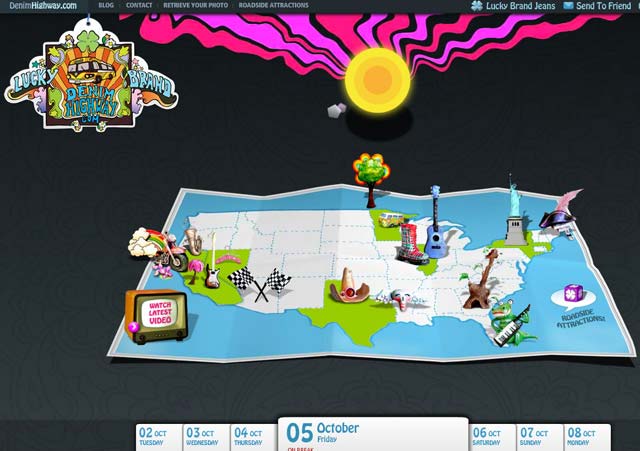 DenimHighway.com
BLOG
CONTACT
RETRIEVE YOUR PHOTO
ROADSIDE ATTRACTIONS
Lucky Brand Jeans
Send To Friend
LUCKY BRAND
DENIM
HIGHWAY
.COM
WATCH
LATEST
VIDEO
ROADSIDE
ATTRACTIONS!
02 OCT
TUESDAY
03 OCT
WEDNESDAY
04 OCT
THURSDAY
05 October
Friday
ON BREAK
06 OCT
SATURDAY
07 OCT
SUNDAY
08 OCT
MONDAY